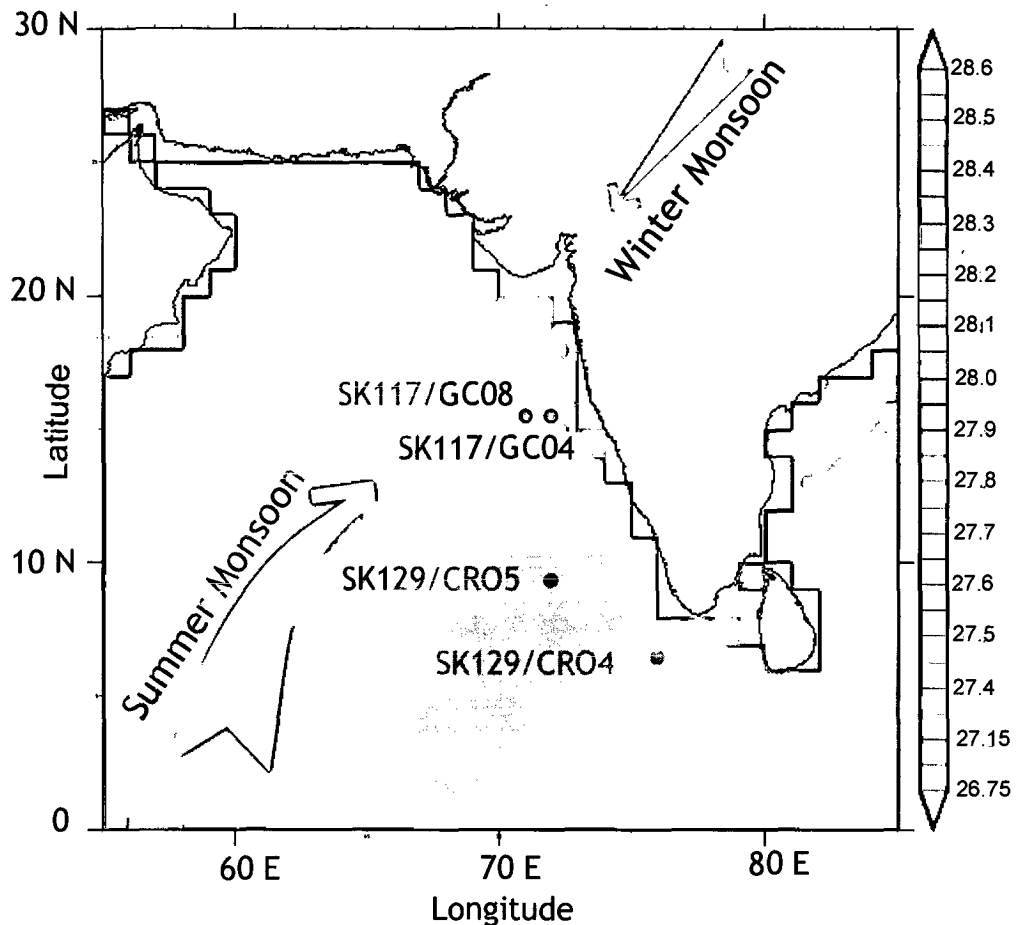 30 N
20 N
10 N
0
Latitude
60 E
70 E
80 E
Longitude
Winter Monsoon
Summer Monsoon
SK117/GC08
SK117/GC04
SK129/CRO5
SK129/CRO4
28.6
28.5
28.4
28.3
28.2
28.1
28.0
27.9
27.8
27.7
27.6
27.5
27.4
27.15
26.75